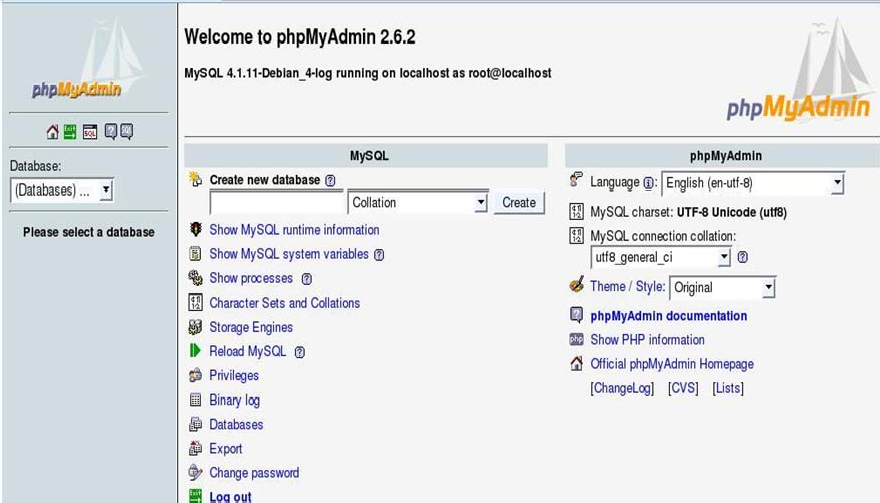 phpMyAdmin
Exit
SQL
Database:
(Databases) ...
Please select a database
Welcome to phpMyAdmin 2.6.2
MySQL 4.1.11-Debian_4-log running on localhost as root@localhost
phpMyAdmin
MySQL
Create new database
Collation
Create
Show MySQL runtime information
Show MySQL system variables
Show processes
Character Sets and Collations
Storage Engines
Reload MySQL
Privileges
Binary log
Databases
Export
Change password
Exit
Log out
phpMyAdmin
Language : English (en-utf-8)
MySQL charset: UTF-8 Unicode (utf8)
MySQL connection collation:
utf8_general_ci
Theme / Style: Original
phpMyAdmin documentation
php Show PHP information
Official phpMyAdmin Homepage
[ChangeLog] [CVS] [Lists]